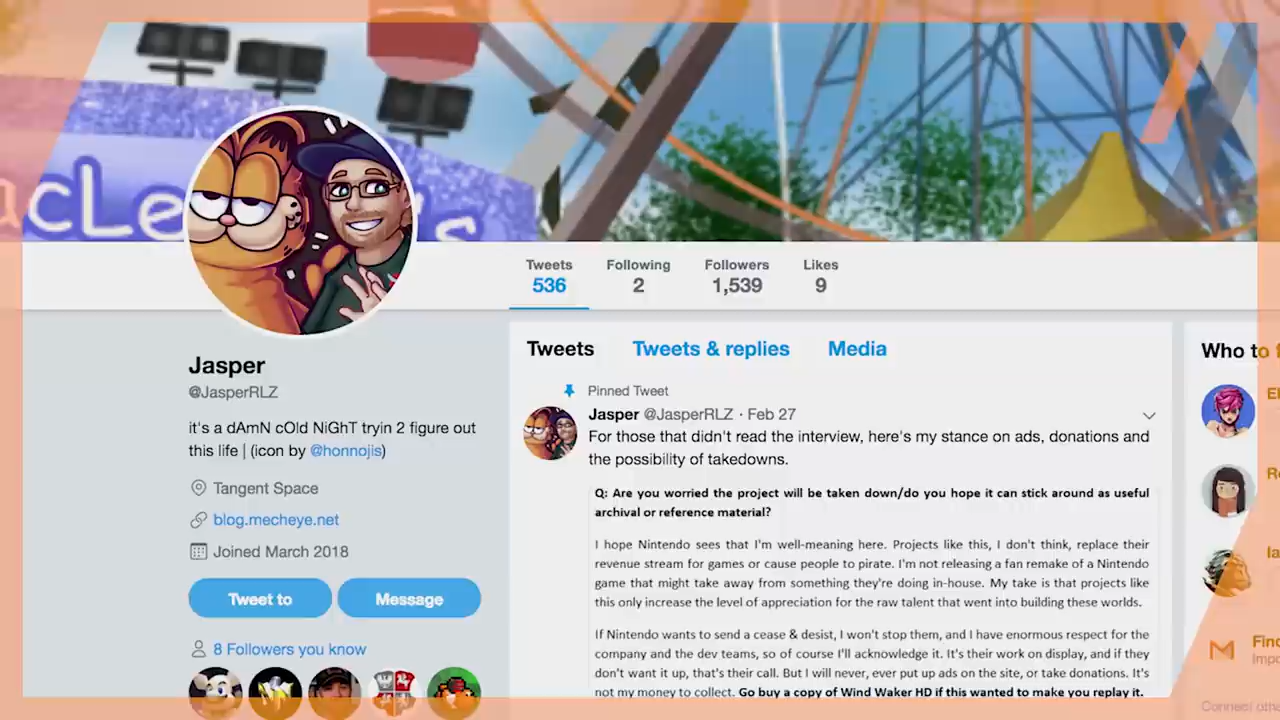 acLe
s
Tweets Following Followers Likes
536 2 1,539 9
Jasper
@JasperRLZ
it's a dAmN cOld NiGhT tryin 2 figure out
this life | (icon by @honnojis)
Tangent Space
blog.mecheye.net
Joined March 2018
Tweet to Message
8 Followers you know
Tweets Tweets & replies Media
Pinned Tweet
Jasper @JasperRLZ · Feb 27
For those that didn't read the interview, here's my stance on ads, donations and
the possibility of takedowns.
Q: Are you worried the project will be taken down/do you hope it can stick around as useful
archival or reference material?
I hope Nintendo sees that I'm well-meaning here. Projects like this, I don't think, replace their
revenue stream for games or cause people to pirate. I'm not releasing a fan remake of a Nintendo
game that might take away from something they're doing in-house. My take is that projects like
this only increase the level of appreciation for the raw talent that went into building these worlds.
If Nintendo wants to send a cease & desist, I won't stop them, and I have enormous respect for the
company and the dev teams, so of course I'll acknowledge it. It's their work on display, and if they
don't want it up, that's their call. But I will never, ever put up ads on the site, or take donations. It's
not my money to collect. Go buy a copy of Wind Waker HD if this wanted to make you replay it.
Who to f
El
Ia
Find
Impo
Connect othe